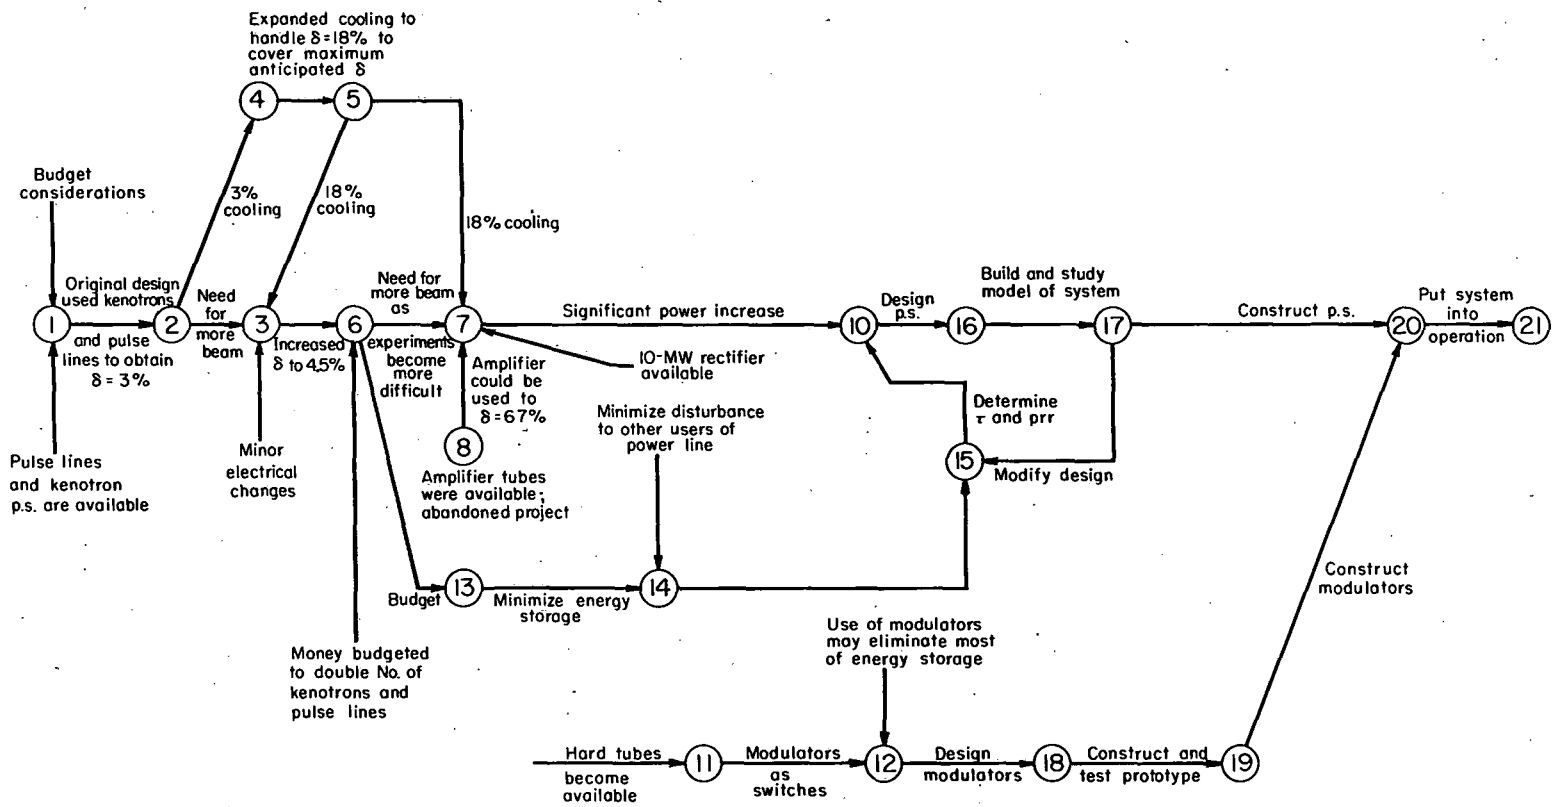 Expanded cooling to
handle δ=18% to
cover maximum
anticipated δ
4
5
Budget
considerations
3%
cooling
18%
cooling
18% cooling
Original design
used kenotrons
and pulse
lines to obtain
δ = 3%
1
2
Need
for
more
beam
3
Increased
δ to 4.5%
6
Need for
more beam as
experiments
become
more
difficult
7
Significant power increase
10
Design
p.s.
16
Build and study
model of system
17
Construct p.s.
20
Put system
into
operation
21
10-MW rectifier
available
Amplifier
could be
used to
δ=67%
8
Amplifier tubes
were available;
abandoned project
Minimize disturbance
to other users of
power line
Determine
τ and prr
15
Modify design
Pulse lines
and kenotron
p.s. are available
Minor
electrical
changes
Budget
13
Minimize energy
storage
14
Construct
modulators
Money budgeted
to double No. of
kenotrons and
pulse lines
Use of modulators
may eliminate most
of energy storage
Hard tubes
become
available
11
Modulators
as
switches
12
Design
modulators
18
Construct and
test prototype
19